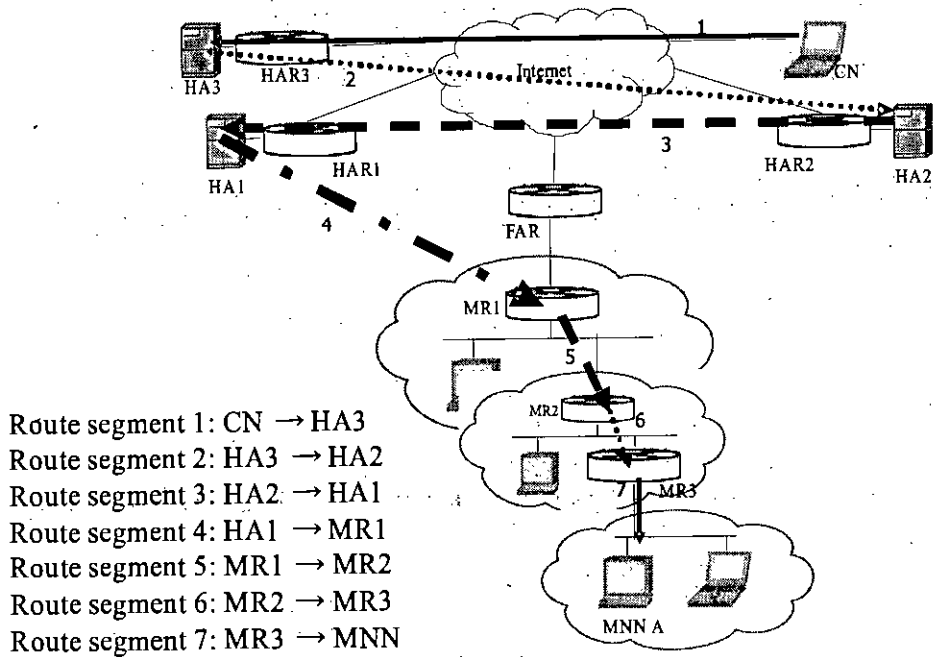 1
HA3
HAR3
2
Internet
CN
HA1
HAR1
3
HAR2
HA2
4
FAR
MR1
5
MR2
6
7
MR3
MNN A
Route segment 1: CN → HA3
Route segment 2: HA3 → HA2
Route segment 3: HA2 → HA1
Route segment 4: HA1 → MR1
Route segment 5: MR1 → MR2
Route segment 6: MR2 → MR3
Route segment 7: MR3 → MNN